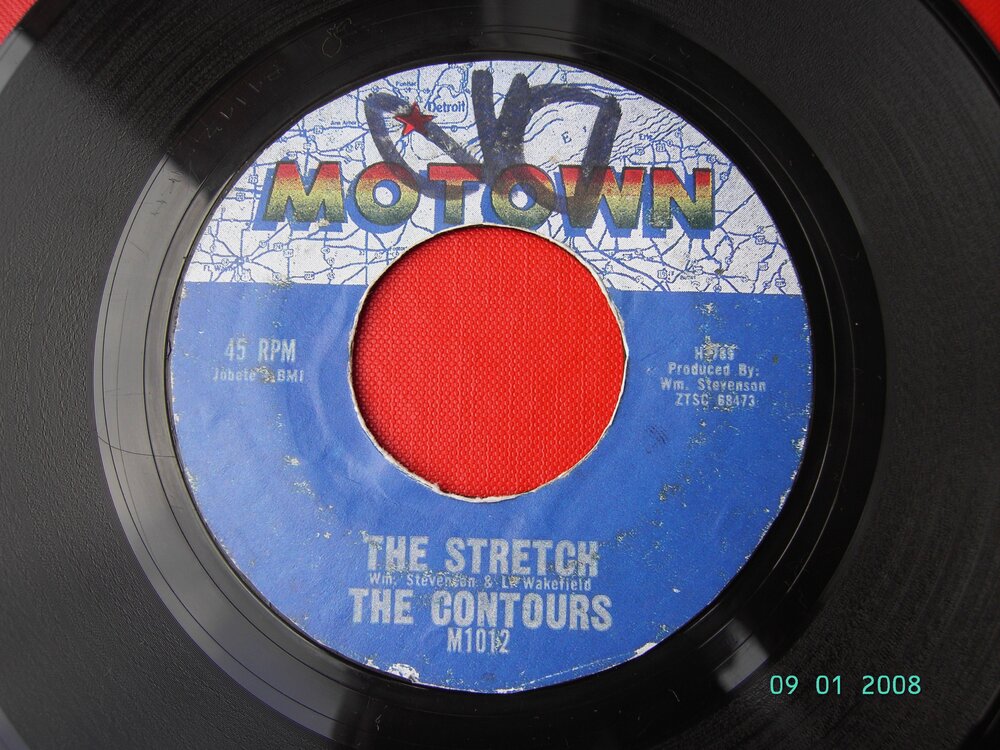 Detroit
MOTOWN
45 RPM
Jobete BMI
Produced By:
Wm. Stevenson
ZTSC 68473
THE STRETCH
Wm. Stevenson & L. Wakefield
THE CONTOURS
M1012
09 01 2008